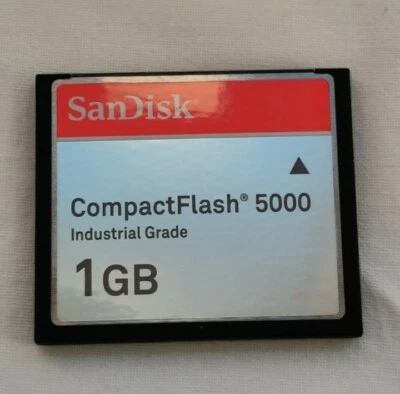 SanDisk
CompactFlash® 5000
Industrial Grade
1GB